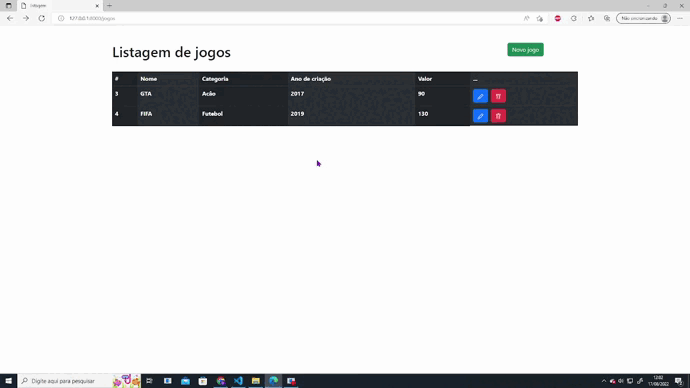 Listagem
127.0.0.1:8000/jogos
Não sincronizando
Listagem de jogos
Novo jogo
# Nome Categoria Ano de criação Valor ...
3 GTA Acão 2017 90
4 FIFA Futebol 2019 130
Digite aqui para pesquisar
12:02
17/08/2022